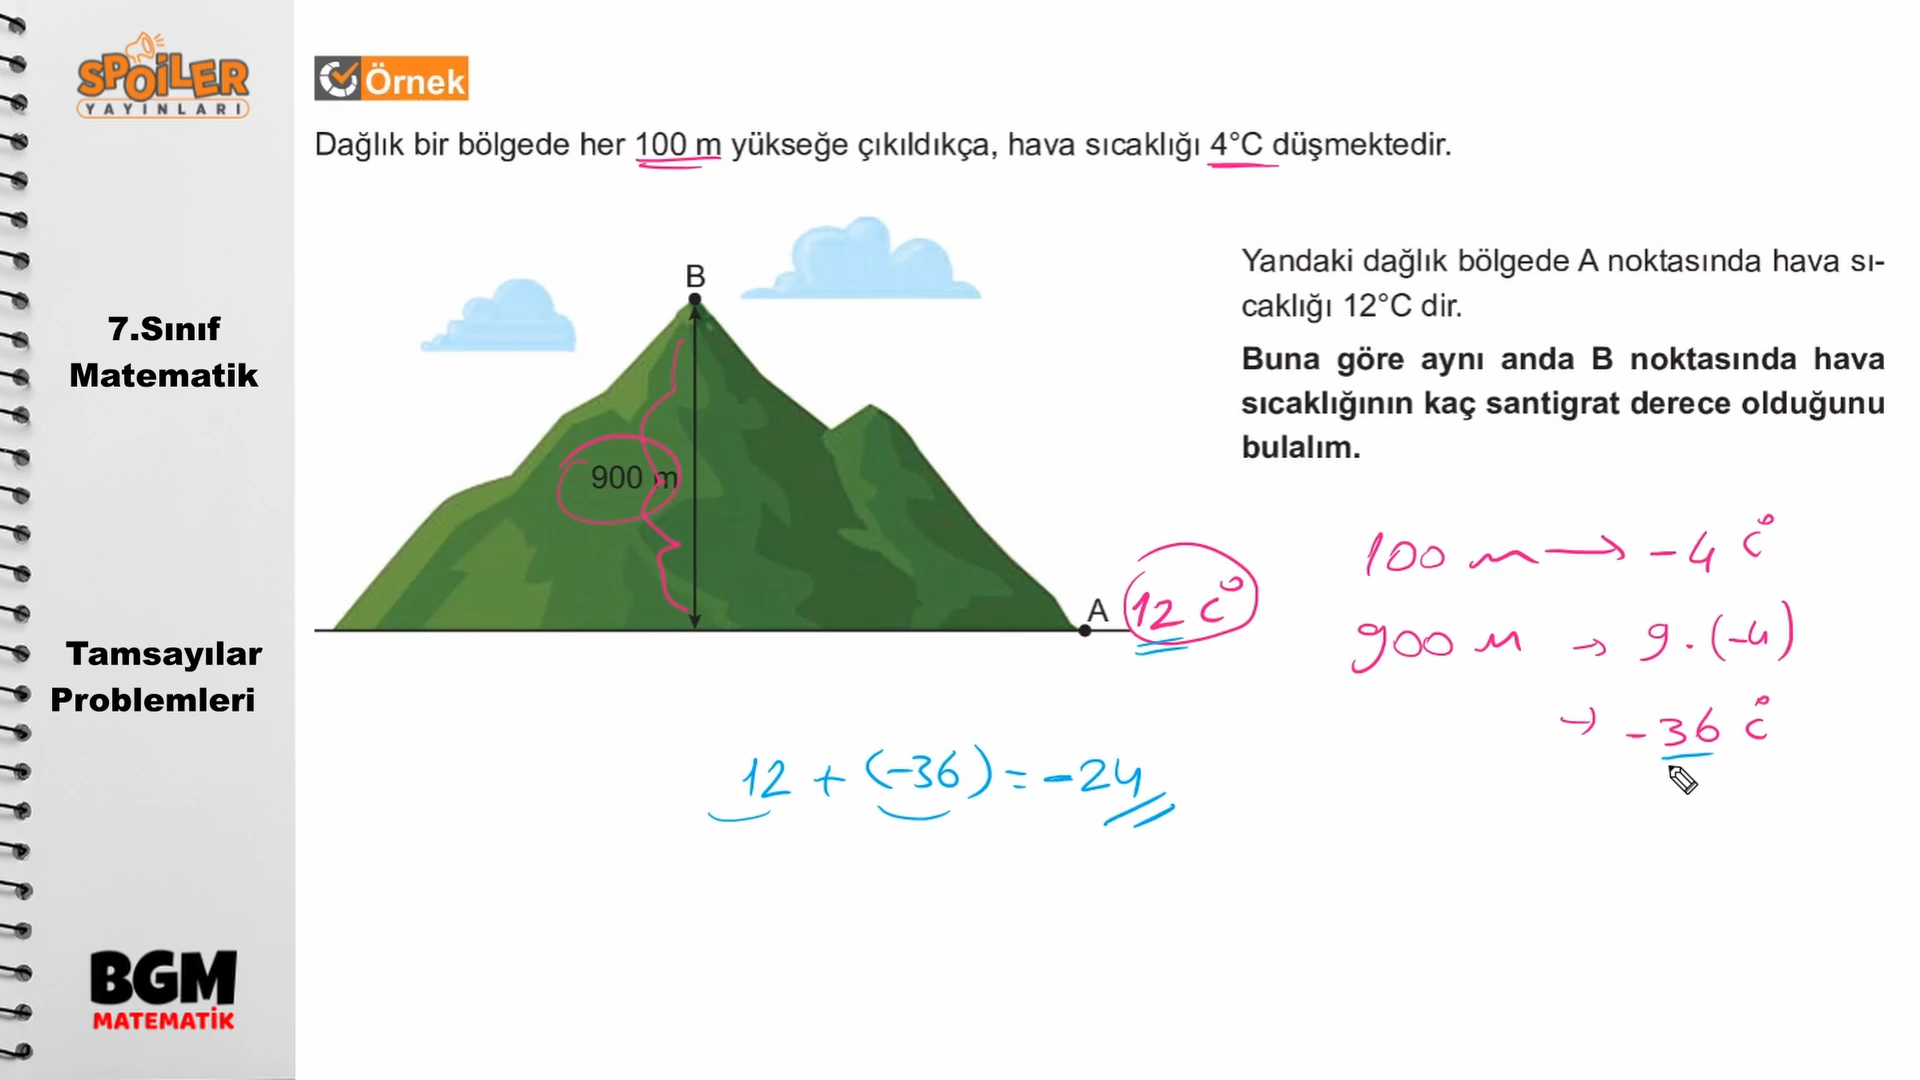 SPOiLER
YAYINLARI
7.Sınıf
Matematik
Tamsayılar
Problemleri
BGM
MATEMATİK
Örnek
Dağlık bir bölgede her 100 m yükseğe çıkıldıkça, hava sıcaklığı 4°C düşmektedir.
B
900 m
A
12 C°
Yandaki dağlık bölgede A noktasında hava sı-
caklığı 12°C dir.
Buna göre aynı anda B noktasında hava
sıcaklığının kaç santigrat derece olduğunu
bulalım.
100 m → -4 C°
900 m → 9 . (-4)
→ -36 C°
12 + (-36) = -24